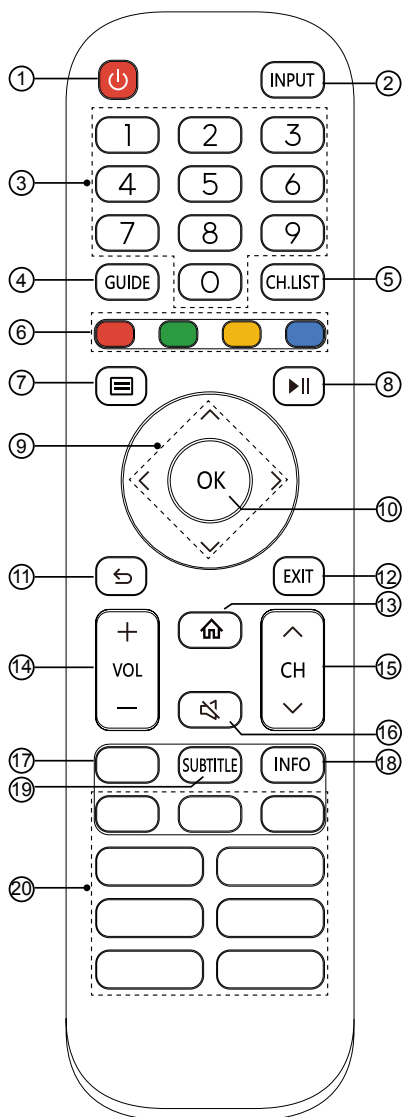 ① INPUT ②
1 2 3
③ 4 5 6
7 8 9
④ GUIDE 0 CH.LIST ⑤
⑥
⑦ ⑧
⑨
OK
⑩
⑪ EXIT ⑫
⑬
+
⑭ VOL CH ⑮
—
⑯
⑰ SUBTITLE INFO ⑱
⑲
⑳